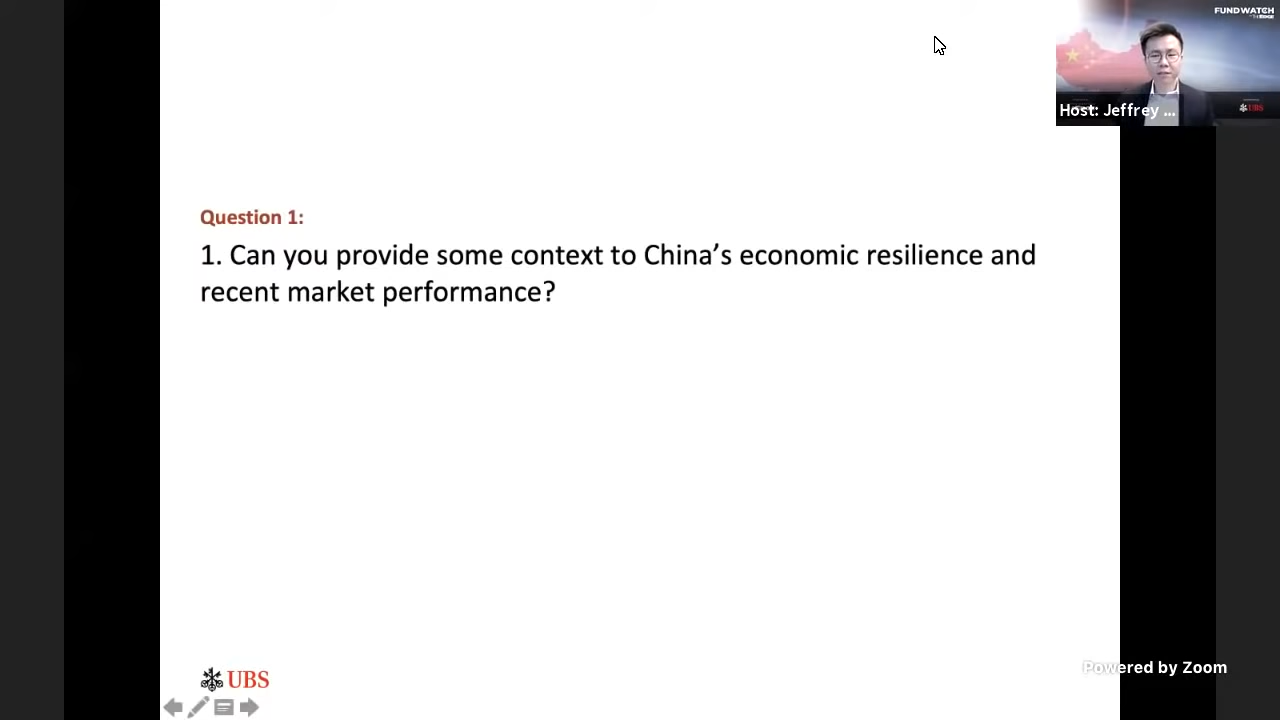 FUNDWATCH
Host: Jeffrey ...
UBS
Question 1:
1. Can you provide some context to China's economic resilience and
recent market performance?
UBS
Powered by Zoom